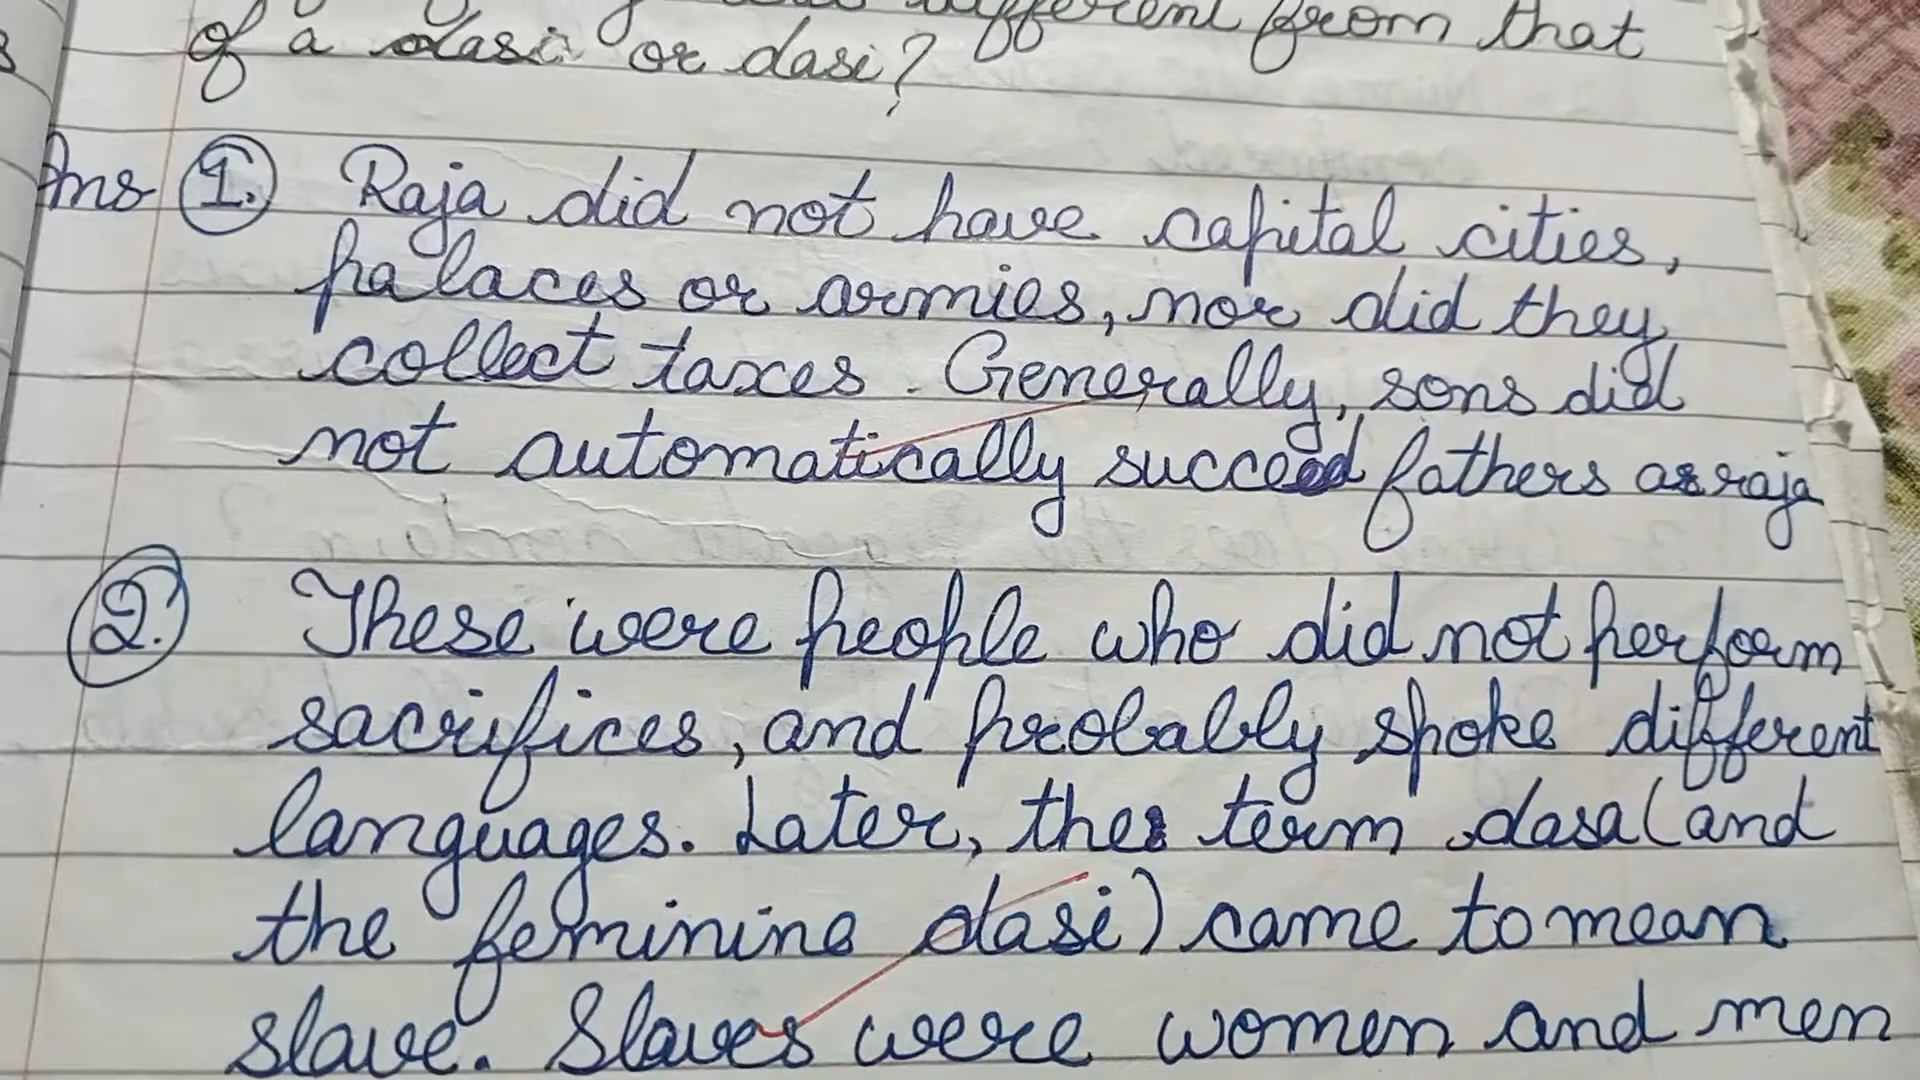 different from that
of a dasa or dasi?
Ans 1. Raja did not have capital cities,
palaces or armies, nor did they
collect taxes. Generally, sons did
not automatically succeed fathers as raja
2. These were people who did not perform
sacrifices, and probably spoke different
languages. Later, the term dasa (and
the feminine dasi) came to mean
slave. Slaves were women and men